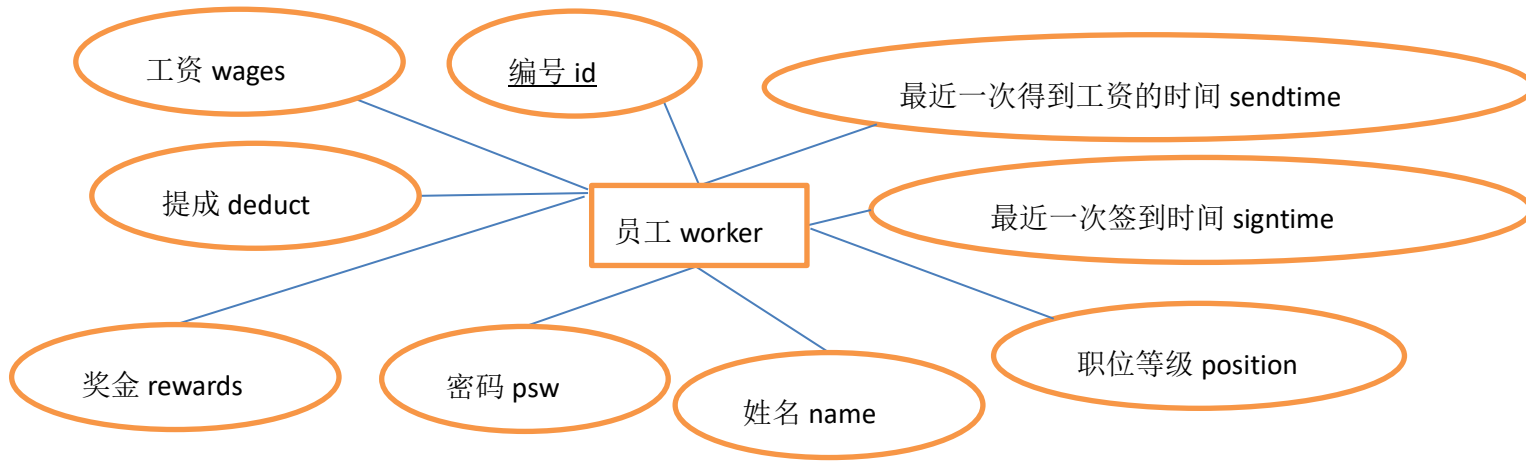 工资 wages
编号 id
最近一次得到工资的时间 sendtime
提成 deduct
员工 worker
最近一次签到时间 signtime
奖金 rewards
密码 psw
姓名 name
职位等级 position